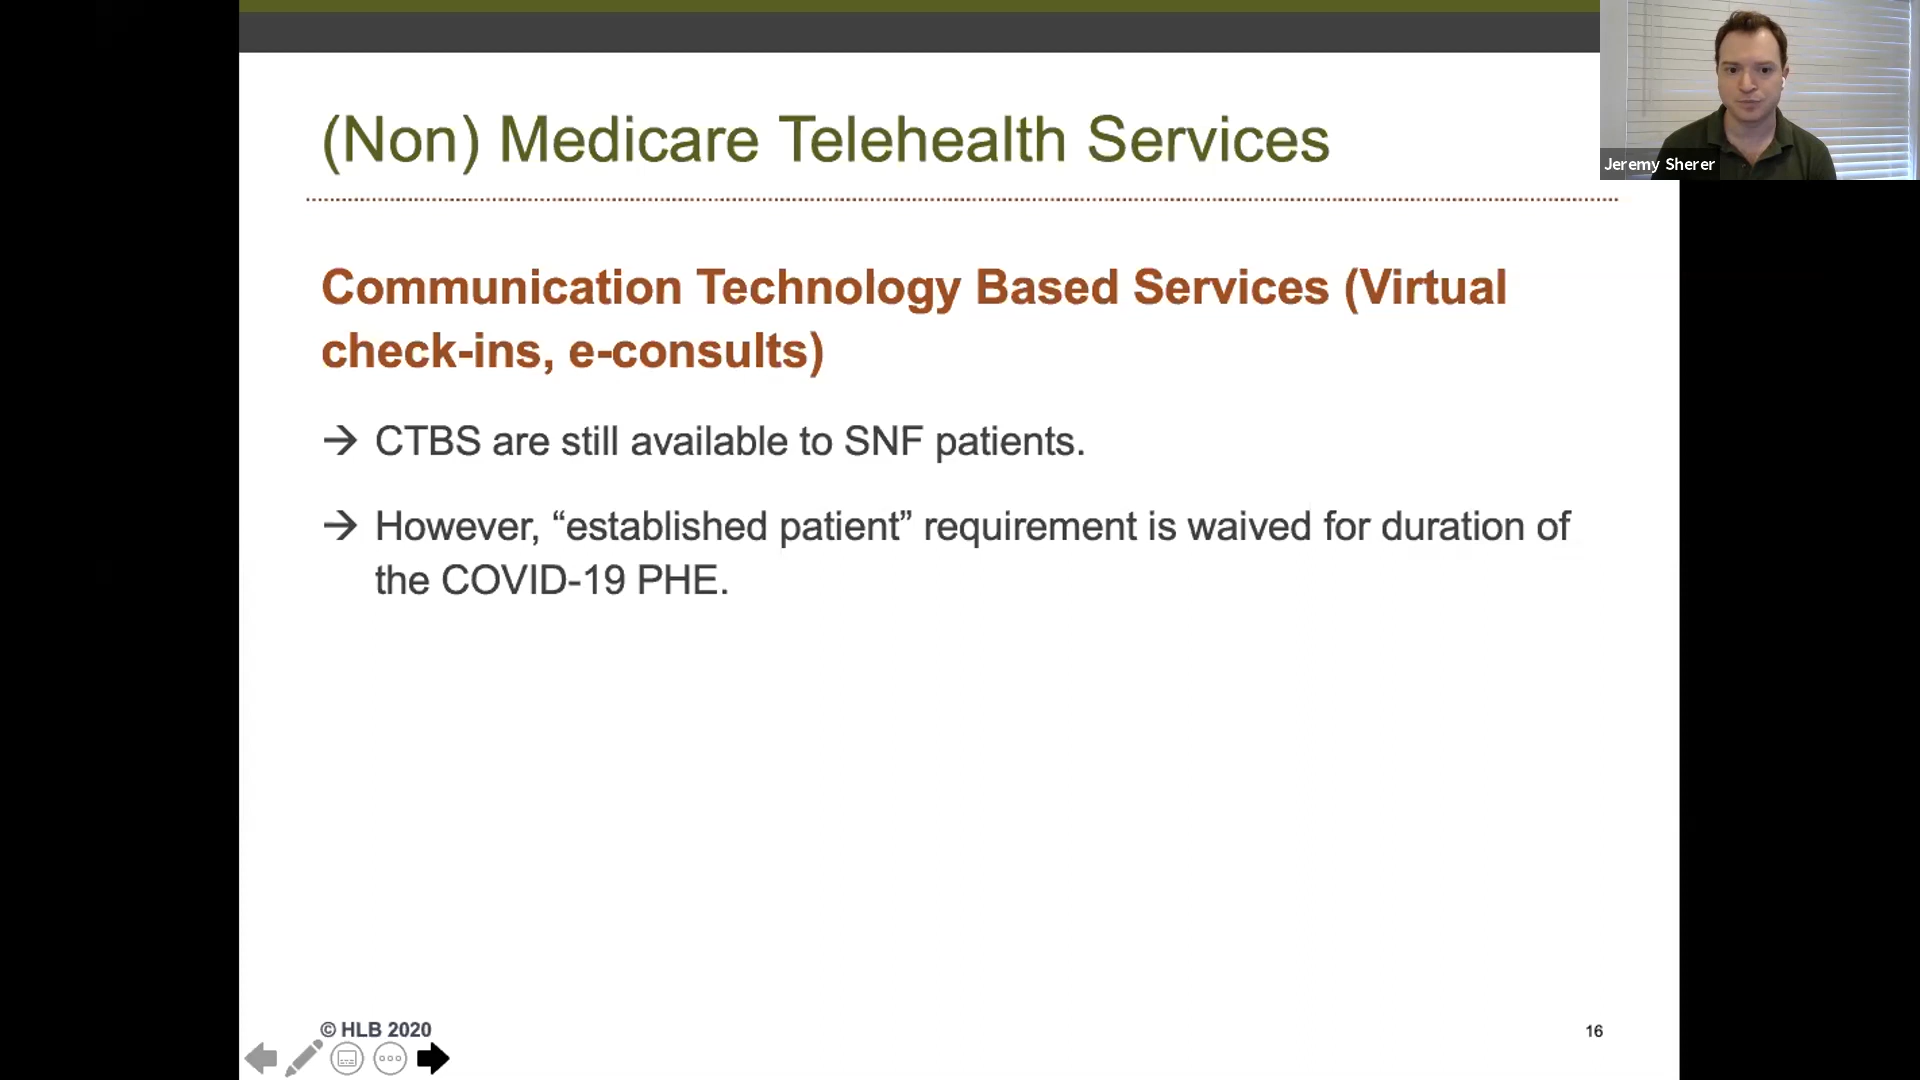 (Non) Medicare Telehealth Services
Jeremy Sherer
Communication Technology Based Services (Virtual
check-ins, e-consults)
→ CTBS are still available to SNF patients.
→ However, “established patient” requirement is waived for duration of
the COVID-19 PHE.
© HLB 2020
16